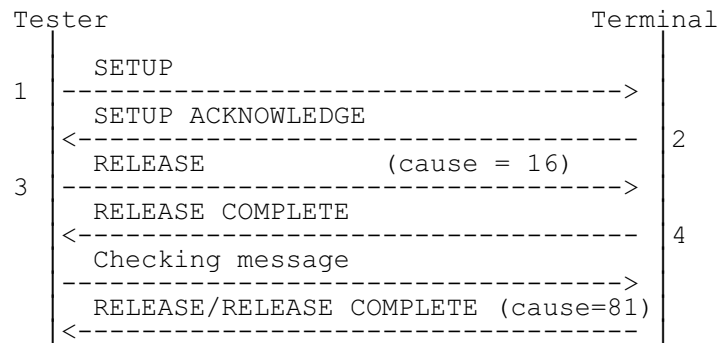 Tester Terminal
SETUP
1
SETUP ACKNOWLEDGE
2
RELEASE (cause = 16)
3
RELEASE COMPLETE
4
Checking message
RELEASE/RELEASE COMPLETE (cause=81)